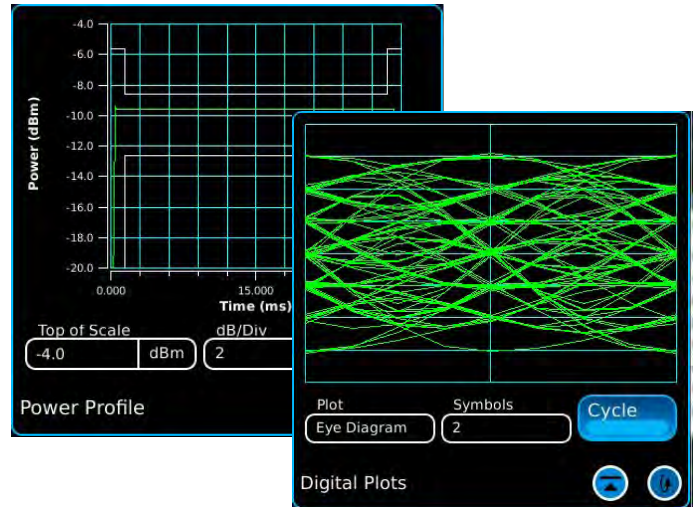 -4.0
-6.0
-8.0
-10.0
-12.0
-14.0
-16.0
-18.0
-20.0
Power (dBm)
0.000 15.000
Time (ms)
Top of Scale dB/Div
-4.0 dBm 2
Power Profile
Plot Symbols
Eye Diagram 2
Cycle
Digital Plots